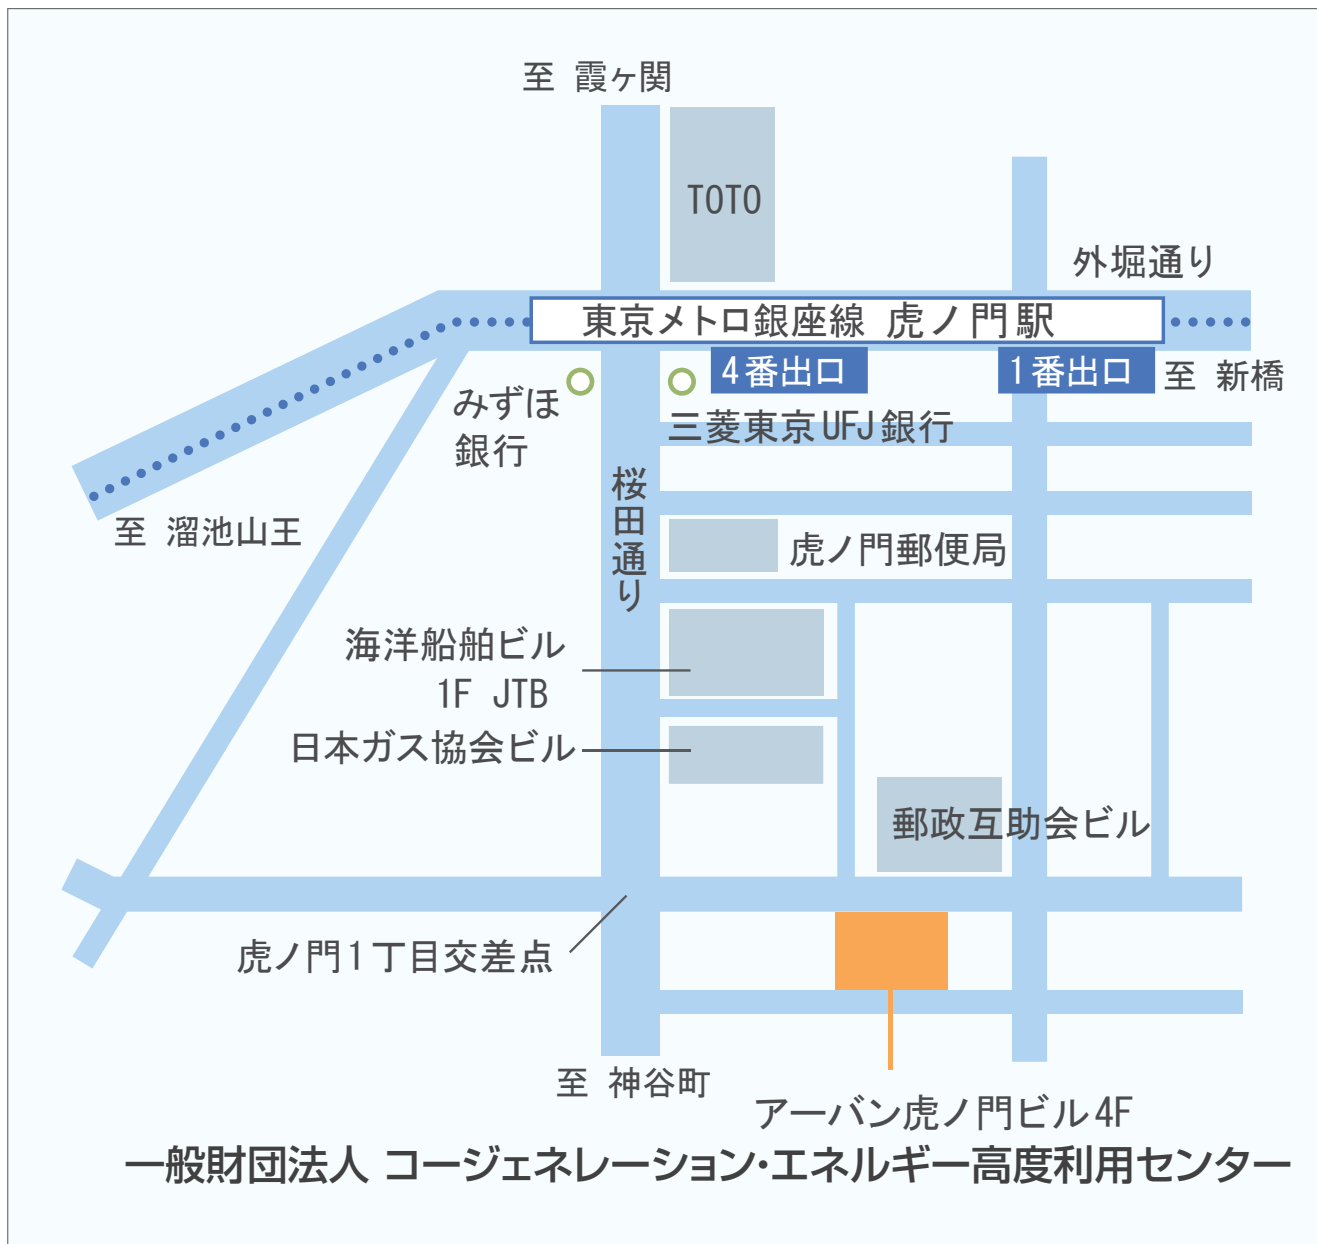 至 霞ヶ関
TOTO
外堀通り
東京メトロ銀座線 虎ノ門駅
4番出口
1番出口
至 新橋
みずほ
銀行
三菱東京UFJ銀行
桜田通り
至 溜池山王
虎ノ門郵便局
海洋船舶ビル
1F JTB
日本ガス協会ビル
郵政互助会ビル
虎ノ門1丁目交差点
至 神谷町
アーバン虎ノ門ビル4F
一般財団法人 コージェネレーション・エネルギー高度利用センター